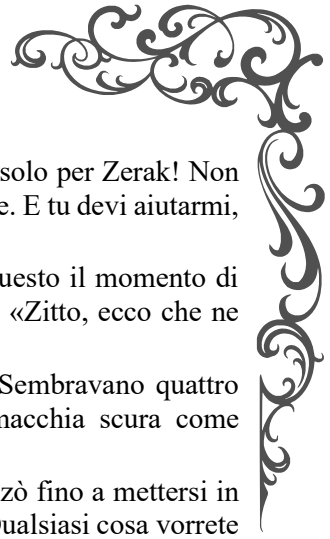 solo per Zerak! Non
e. E tu devi aiutarmi,
uesto il momento di
«Zitto, ecco che ne
Sembravano quattro
macchia scura come
zò fino a mettersi in
Qualsiasi cosa vorrete